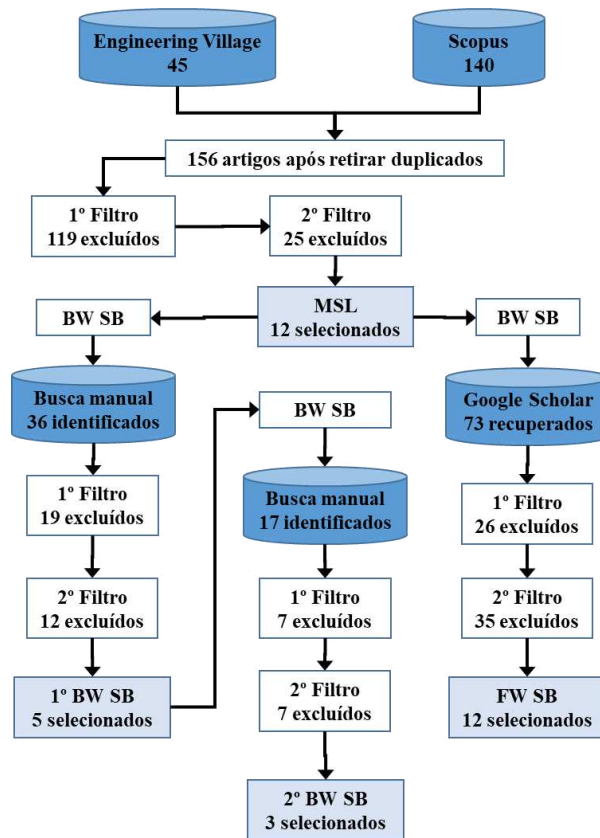 Engineering Village
45
Scopus
140
156 artigos após retirar duplicados
1º Filtro
119 excluídos
2º Filtro
25 excluídos
MSL
12 selecionados
BW SB
Busca manual
36 identificados
1º Filtro
19 excluídos
2º Filtro
12 excluídos
1º BW SB
5 selecionados
BW SB
Busca manual
17 identificados
1º Filtro
7 excluídos
2º Filtro
7 excluídos
2º BW SB
3 selecionados
BW SB
Google Scholar
73 recuperados
1º Filtro
26 excluídos
2º Filtro
35 excluídos
FW SB
12 selecionados